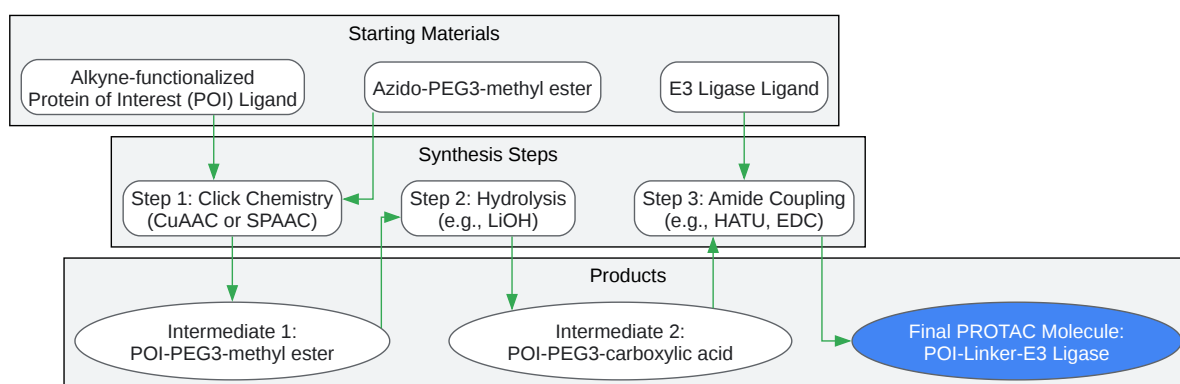 Starting Materials
Alkyne-functionalized
Protein of Interest (POI) Ligand
Azido-PEG3-methyl ester
E3 Ligase Ligand
Synthesis Steps
Step 1: Click Chemistry
(CuAAC or SPAAC)
Step 2: Hydrolysis
(e.g., LiOH)
Step 3: Amide Coupling
(e.g., HATU, EDC)
Products
Intermediate 1:
POI-PEG3-methyl ester
Intermediate 2:
POI-PEG3-carboxylic acid
Final PROTAC Molecule:
POI-Linker-E3 Ligase